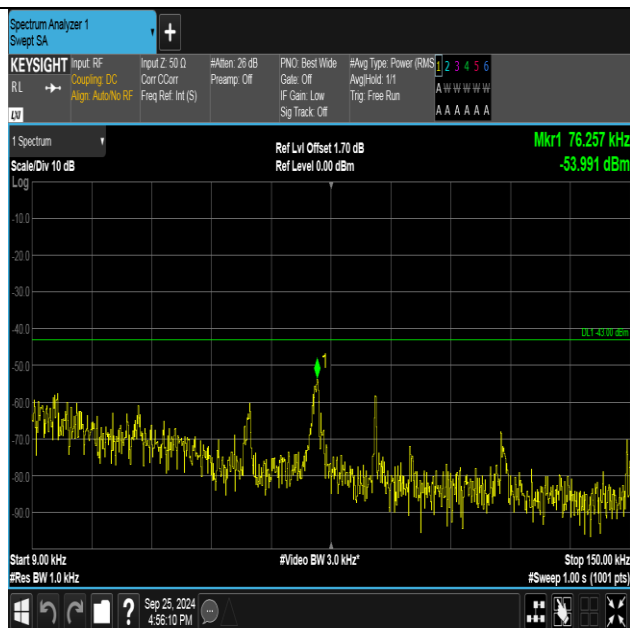 Spectrum Analyzer 1
Swept SA
+
KEYSIGHT
RL
LXI
Input: RF
Coupling: DC
Align: Auto/No RF
Input Z: 50 Ω
Corr CCorr
Freq Ref: Int (S)
#Atten: 26 dB
Preamp: Off
PNO: Best Wide
Gate: Off
IF Gain: Low
Sig Track: Off
#Avg Type: Power (RMS
Avg|Hold: 1/1
Trig: Free Run
1 2 3 4 5 6
A W W W W W
A A A A A A
1 Spectrum
Scale/Div 10 dB
Log
Ref Lvl Offset 1.70 dB
Ref Level 0.00 dBm
Mkr1 76.257 kHz
-53.991 dBm
-10.0
-20.0
-30.0
-40.0
DL1 -43.00 dBm
-50.0
1
-60.0
-70.0
-80.0
-90.0
Start 9.00 kHz
#Res BW 1.0 kHz
#Video BW 3.0 kHz*
Stop 150.00 kHz
#Sweep 1.00 s (1001 pts)
?
Sep 25, 2024
4:56:10 PM